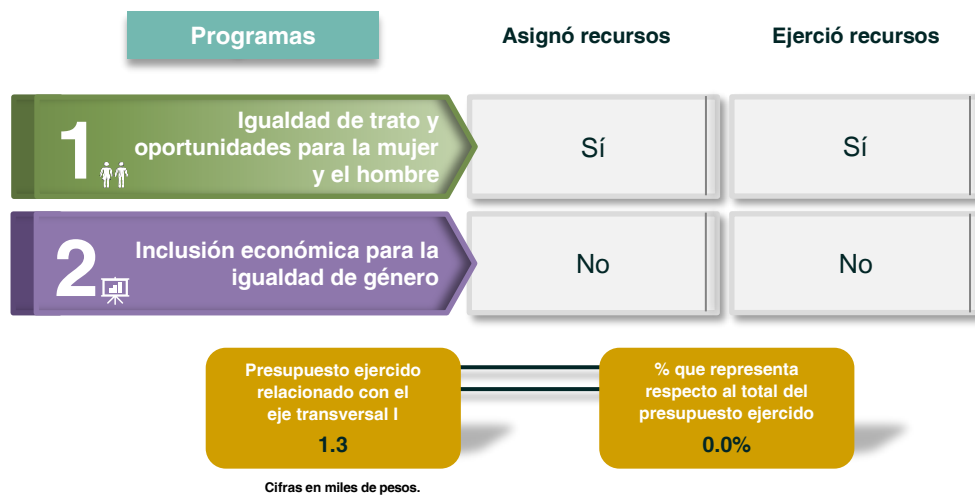 Programas
Asignó recursos
Ejerció recursos
1
Igualdad de trato y
oportunidades para la mujer
y el hombre
Sí
Sí
2
Inclusión económica para la
igualdad de género
No
No
Presupuesto ejercido
relacionado con el
eje transversal I
1.3
% que representa
respecto al total del
presupuesto ejercido
0.0%
Cifras en miles de pesos.